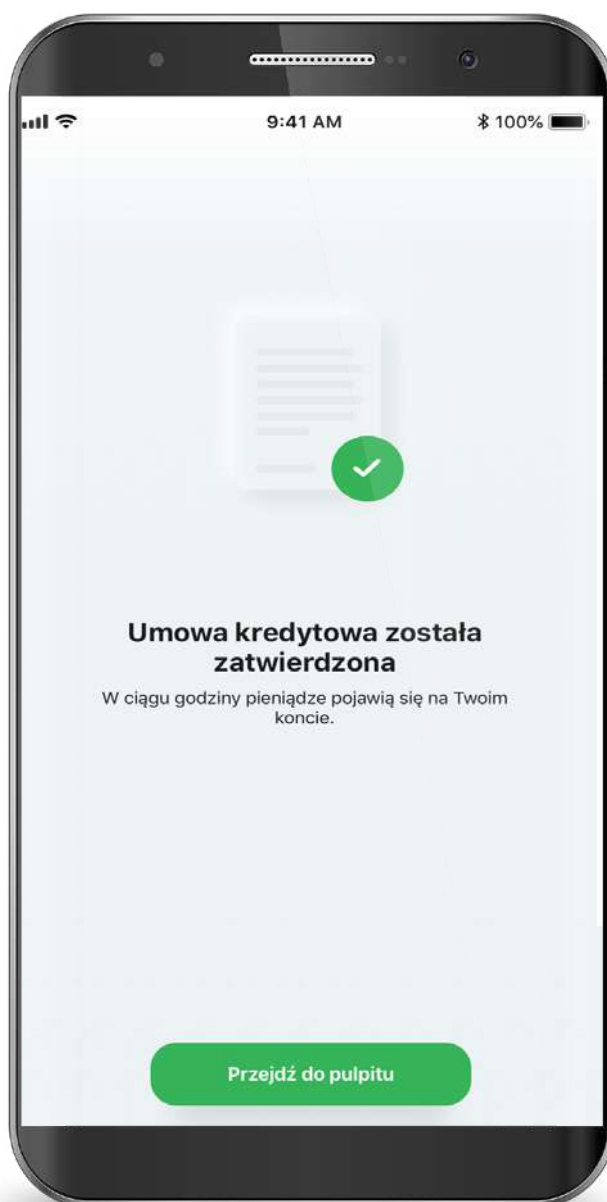 9:41 AM
100%
Umowa kredytowa została
zatwierdzona
W ciągu godziny pieniądze pojawią się na Twoim
koncie.
Przejdź do pulpitu